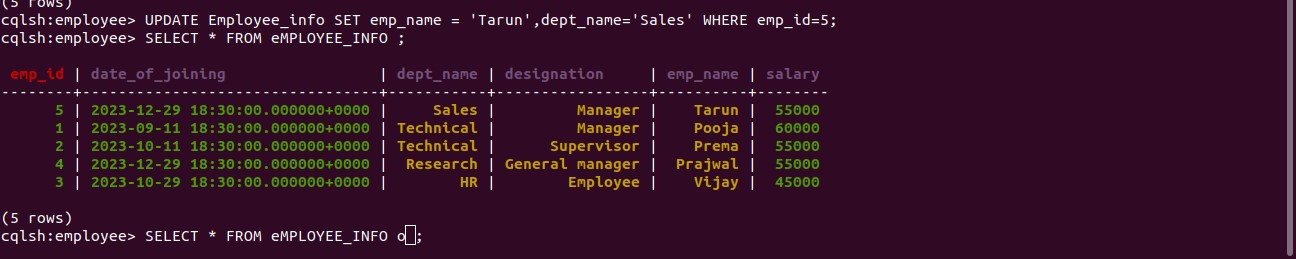 (5 rows)
cqlsh:employee> UPDATE Employee_info SET emp_name = 'Tarun',dept_name='Sales' WHERE emp_id=5;
cqlsh:employee> SELECT * FROM eMPLOYEE_INFO ;
 emp_id | date_of_joining                 | dept_name | designation     | emp_name | salary
--------+---------------------------------+-----------+-----------------+----------+--------
      5 | 2023-12-29 18:30:00.000000+0000 |     Sales |         Manager |    Tarun |  55000
      1 | 2023-09-11 18:30:00.000000+0000 | Technical |         Manager |    Pooja |  60000
      2 | 2023-10-11 18:30:00.000000+0000 | Technical |      Supervisor |    Prema |  55000
      4 | 2023-12-29 18:30:00.000000+0000 |  Research | General manager |  Prajwal |  55000
      3 | 2023-10-29 18:30:00.000000+0000 |        HR |        Employee |    Vijay |  45000
(5 rows)
cqlsh:employee> SELECT * FROM eMPLOYEE_INFO o ;